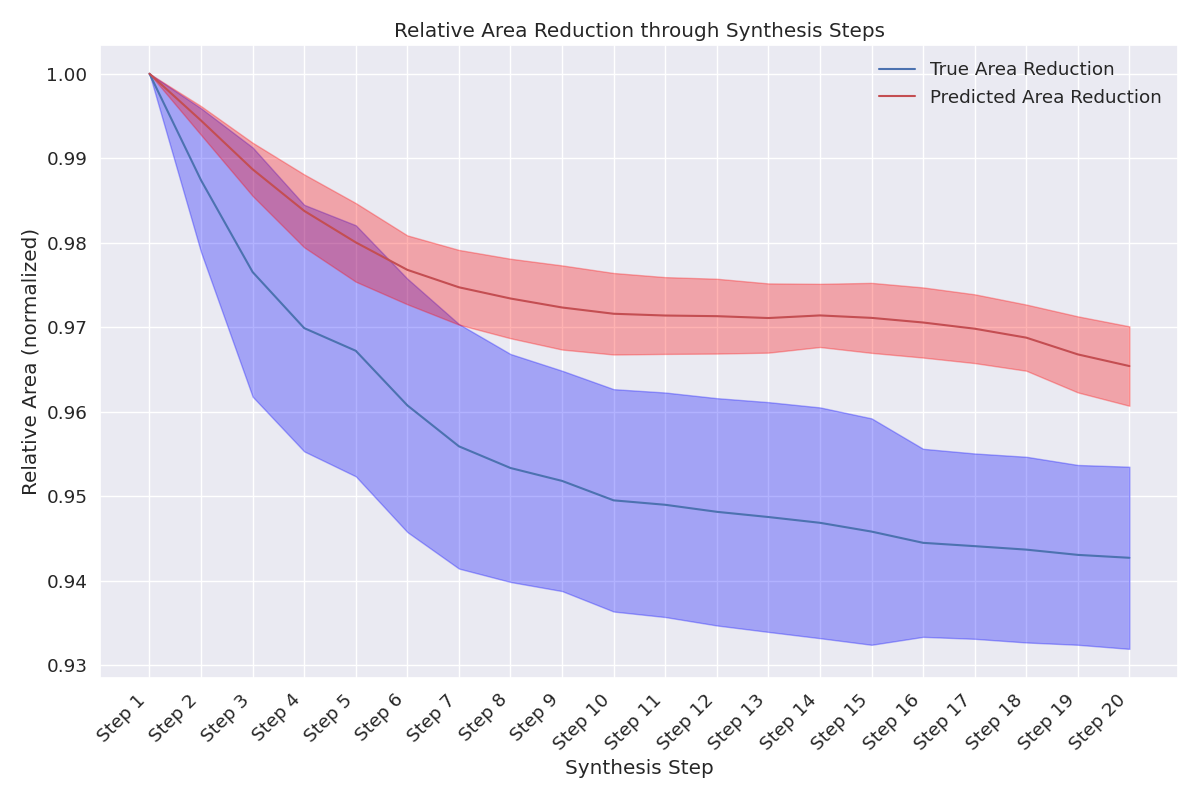 Relative Area Reduction through Synthesis Steps
True Area Reduction
Predicted Area Reduction
Relative Area (normalized)
1.00
0.99
0.98
0.97
0.96
0.95
0.94
0.93
Step 1
Step 2
Step 3
Step 4
Step 5
Step 6
Step 7
Step 8
Step 9
Step 10
Step 11
Step 12
Step 13
Step 14
Step 15
Step 16
Step 17
Step 18
Step 19
Step 20
Synthesis Step